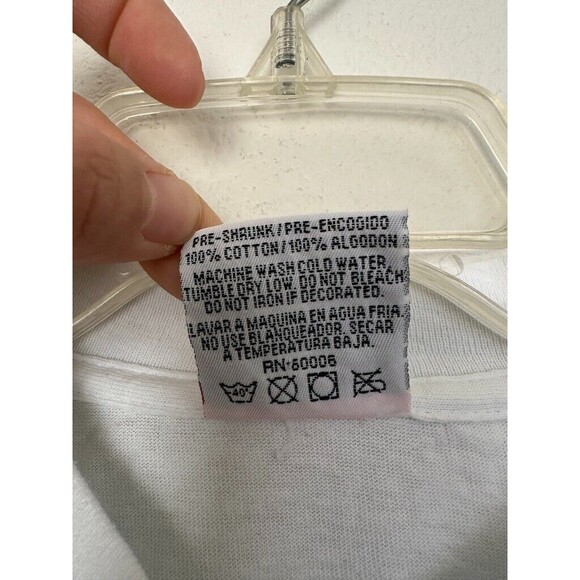 PRE-SHRUNK/PRE-ENCOGIDO
100% COTTON/100% ALGODON
MACHINE WASH COLD WATER
TUMBLE DRY LOW. DO NOT BLEACH
DO NOT IRON IF DECORATED.
LAVAR A MAQUINA EN AGUA FRIA.
NO USE BLANQUEADOR. SECAR
A TEMPERATURA BAJA.
RN-50006
40°